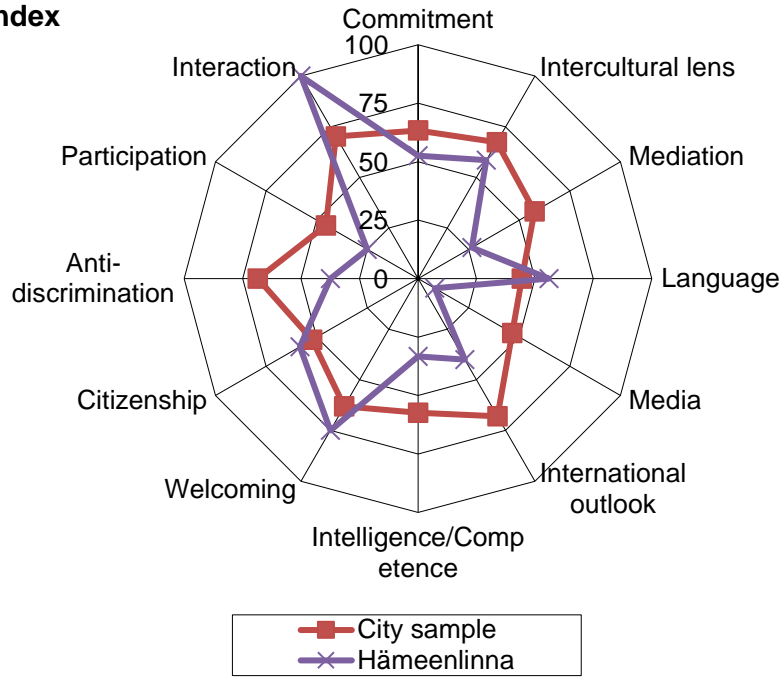 ndex
Commitment
100
Interaction
Intercultural lens
75
Participation
Mediation
50
25
Anti-
discrimination
0
Language
Citizenship
Media
Welcoming
International
outlook
Intelligence/Comp
etence
City sample
Hämeenlinna